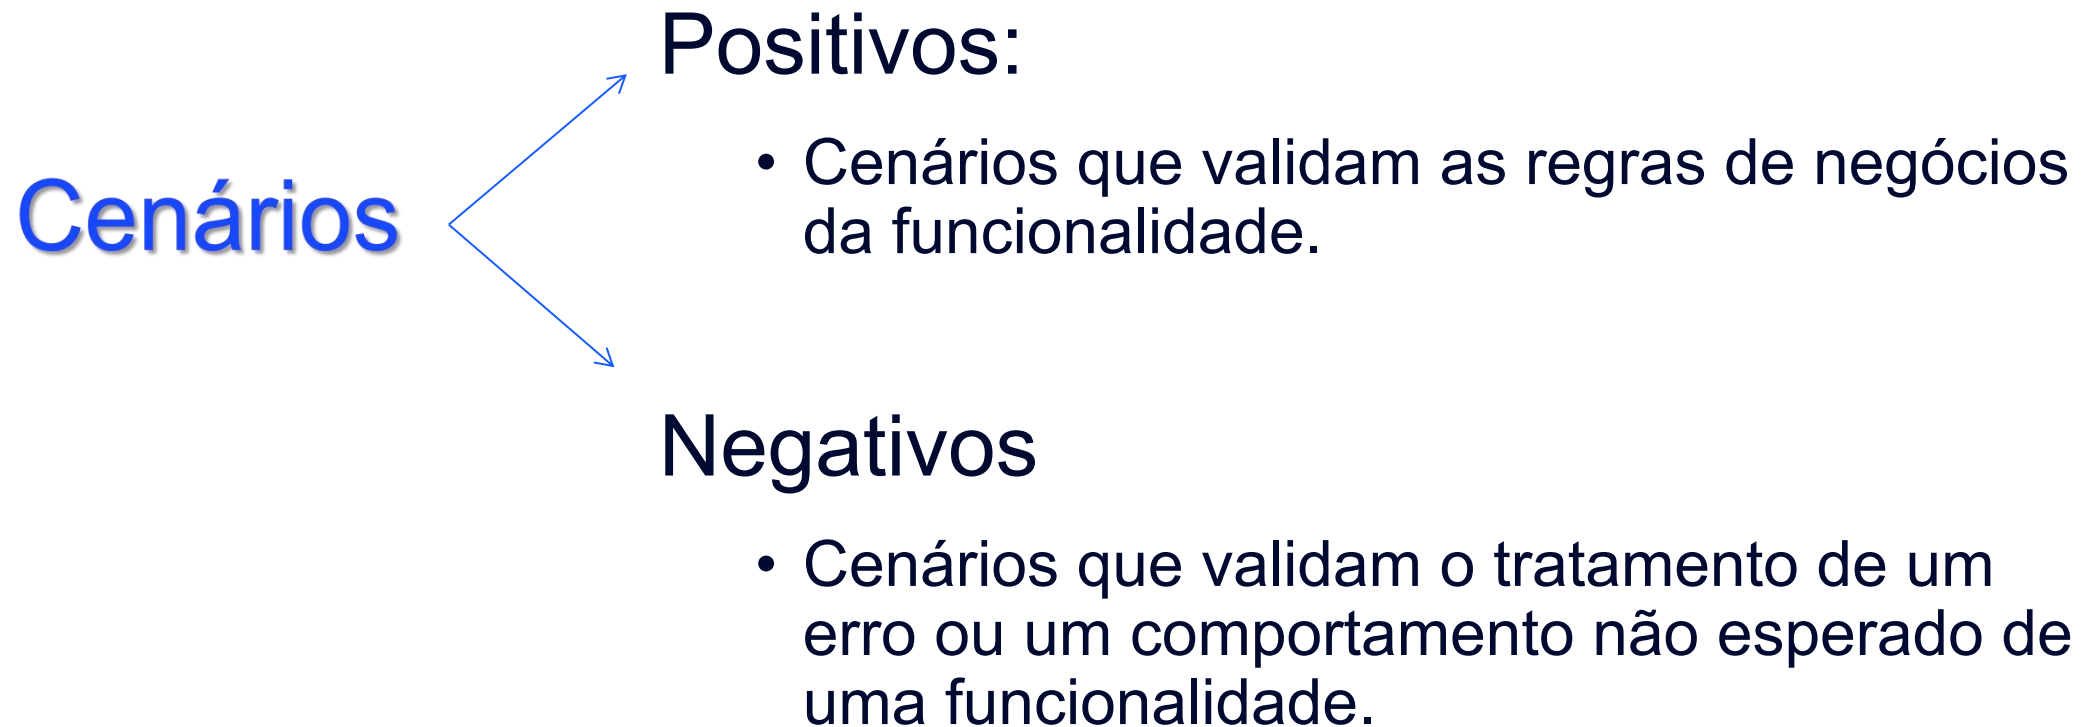 Cenários
Positivos:
• Cenários que validam as regras de negócios
da funcionalidade.
Negativos
• Cenários que validam o tratamento de um
erro ou um comportamento não esperado de
uma funcionalidade.